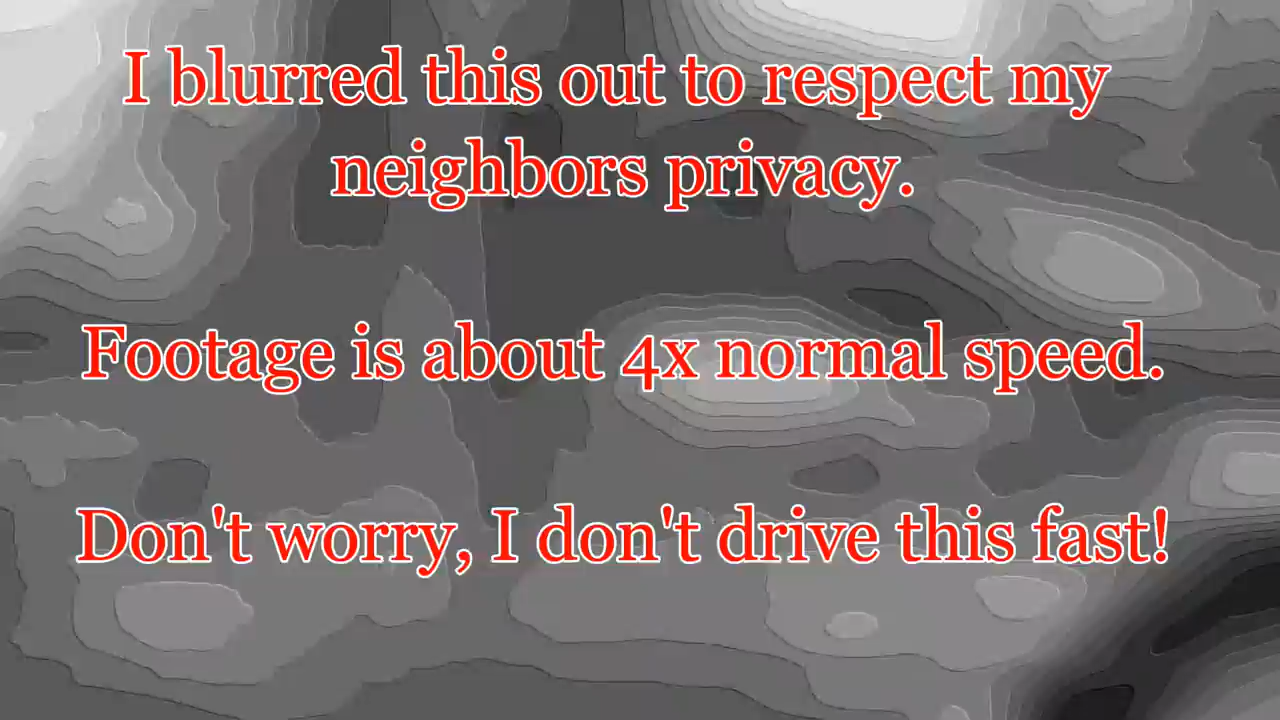 I blurred this out to respect my
neighbors privacy.
Footage is about 4x normal speed.
Don't worry, I don't drive this fast!